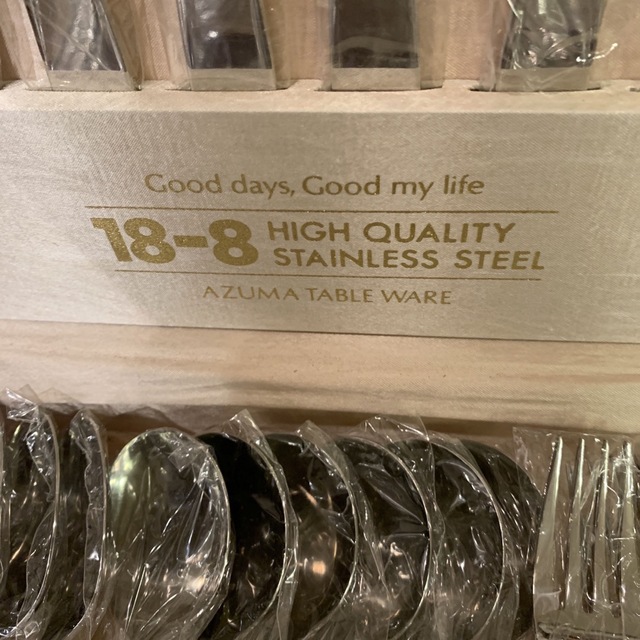 Good days, Good my life
18-8 HIGH QUALITY
STAINLESS STEEL
AZUMA TABLE WARE